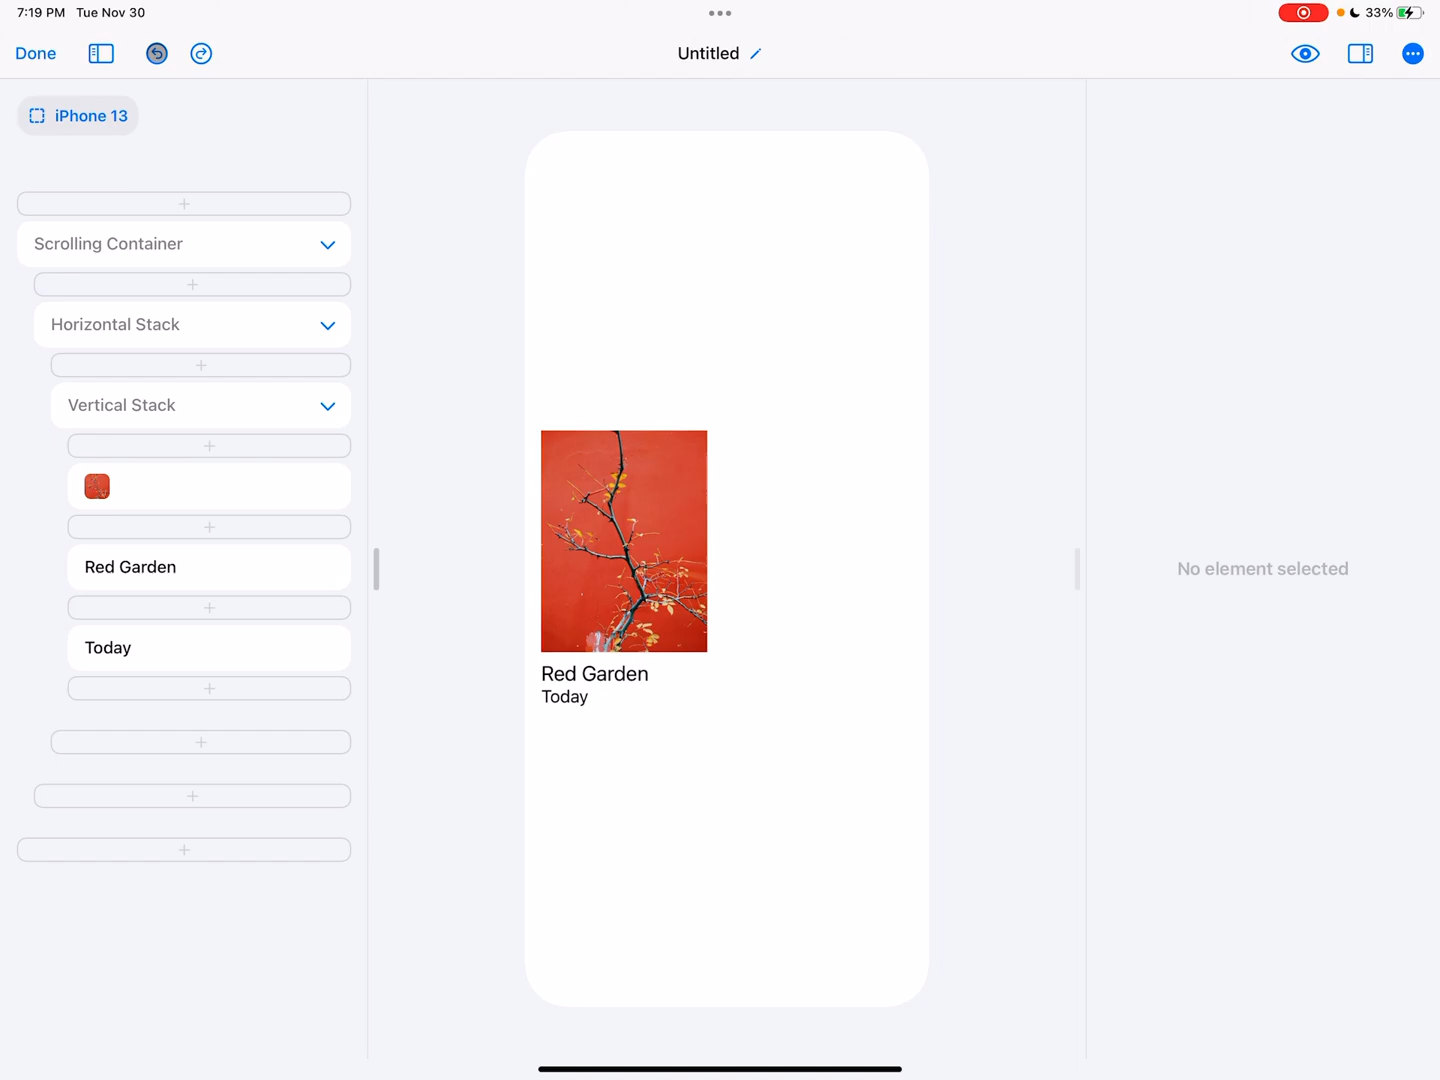 7:19 PM Tue Nov 30
33%
Done
Untitled
iPhone 13
Scrolling Container
Horizontal Stack
Vertical Stack
Red Garden
Today
Red Garden
Today
No element selected